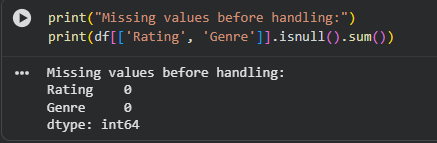 print("Missing values before handling:")
print(df[['Rating', 'Genre']].isnull().sum())
Missing values before handling:
Rating    0
Genre     0
dtype: int64